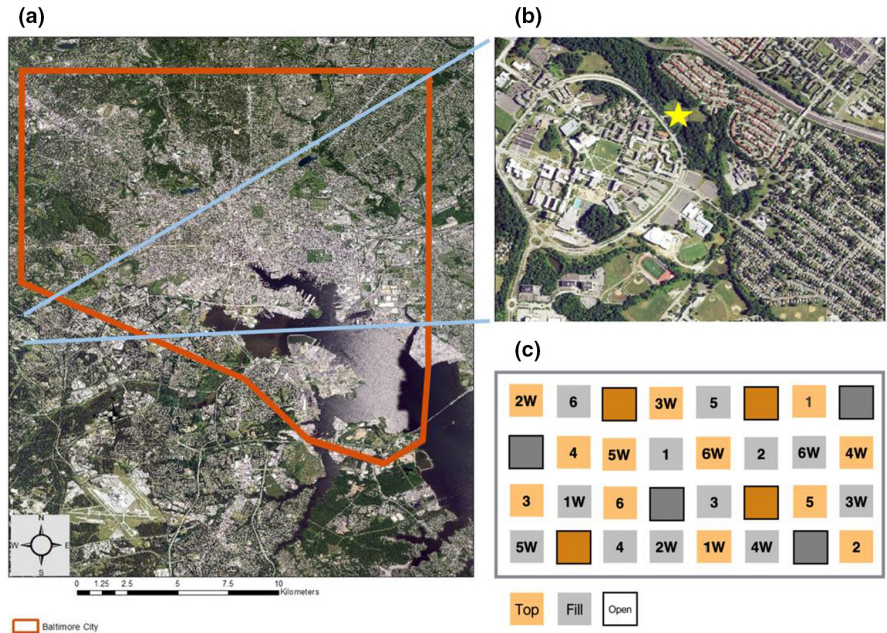 (a)
(b)
N
W E
S
0 1.25 2.5 5 7.5 10
Kilometers
Baltimore City
(c)
2W 6 3W 5 1
4 5W 1 6W 2 6W 4W
3 1W 6 3 5 3W
5W 4 2W 1W 4W 2
Top Fill Open